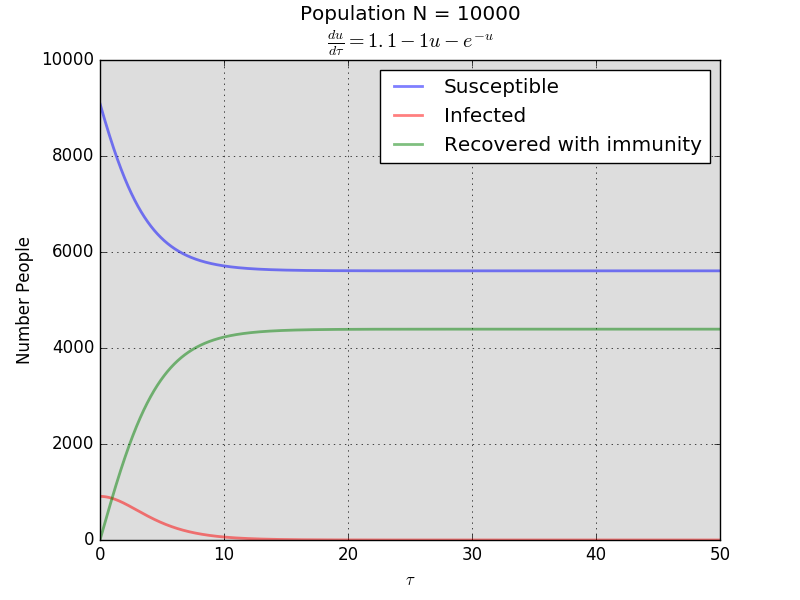 Population N = 10000
du/dτ = 1.1 − 1u − e^{−u}
10000
8000
6000
4000
2000
0
Number People
Susceptible
Infected
Recovered with immunity
0 10 20 30 40 50
τ